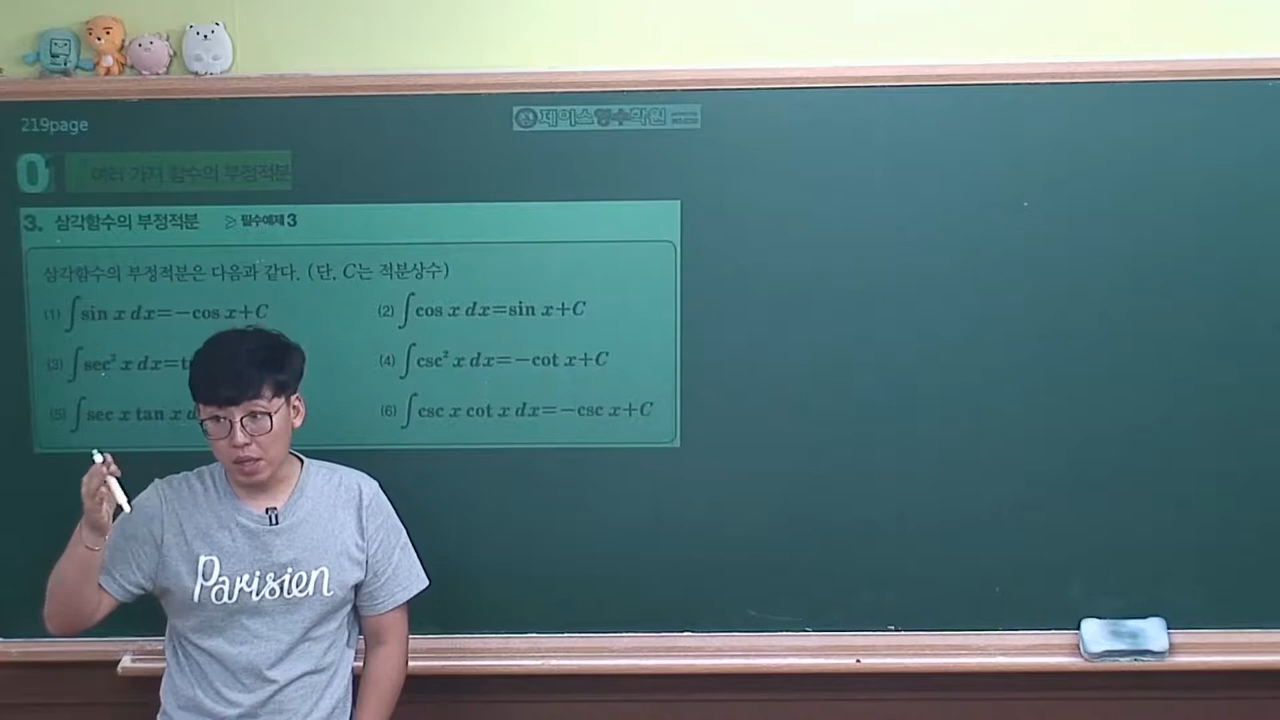 219page
제이스영수학원
01 여러 가지 함수의 부정적분
3. 삼각함수의 부정적분 ▷ 필수예제 3
삼각함수의 부정적분은 다음과 같다. (단, C는 적분상수)
(1) ∫sin x dx=−cos x+C (2) ∫cos x dx=sin x+C
(3) ∫sec² x dx=t (4) ∫csc² x dx=−cot x+C
(5) ∫sec x tan x d (6) ∫csc x cot x dx=−csc x+C
Parisien